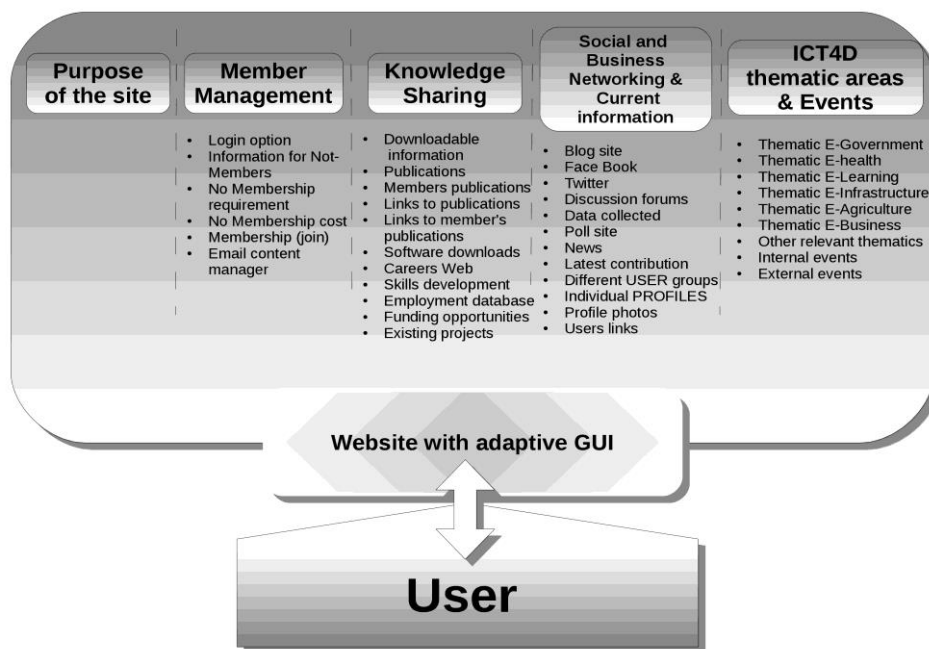 Purpose
of the site
Member
Management
• Login option
• Information for Not-
Members
• No Membership
requirement
• No Membership cost
• Membership (join)
• Email content
manager
Knowledge
Sharing
• Downloadable
information
• Publications
• Members publications
• Links to publications
• Links to member's
publications
• Software downloads
• Careers Web
• Skills development
• Employment database
• Funding opportunities
• Existing projects
Social and
Business
Networking &
Current
information
• Blog site
• Face Book
• Twitter
• Discussion forums
• Data collected
• Poll site
• News
• Latest contribution
• Different USER groups
• Individual PROFILES
• Profile photos
• Users links
ICT4D
thematic areas
& Events
• Thematic E-Government
• Thematic E-health
• Thematic E-Learning
• Thematic E-Infrastructure
• Thematic E-Agriculture
• Thematic E-Business
• Other relevant thematics
• Internal events
• External events
Website with adaptive GUI
User